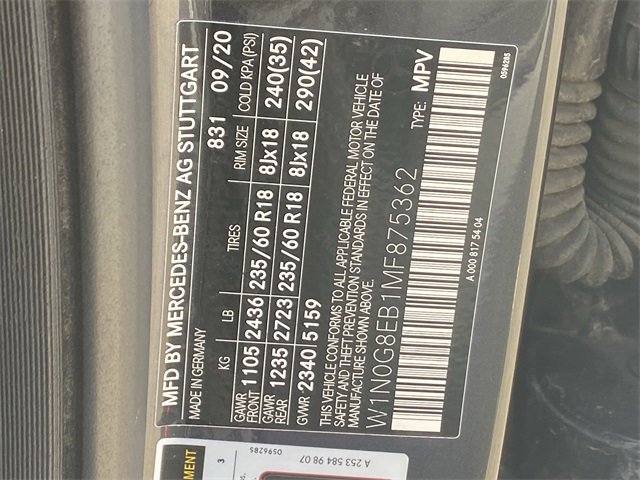 MFD BY MERCEDES-BENZ AG STUTTGART
MADE IN GERMANY 831 09/20
KG LB TIRES RIM SIZE COLD KPA(PSI)
GAWR FRONT 1105 2436 235/60 R18 8Jx18 240(35)
GAWR REAR 1235 2723 235/60 R18 8Jx18 290(42)
GVWR 2340 5159
THIS VEHICLE CONFORMS TO ALL APPLICABLE FEDERAL MOTOR VEHICLE
SAFETY AND THEFT PREVENTION STANDARDS IN EFFECT ON THE DATE OF
MANUFACTURE SHOWN ABOVE.
W1N0G8EB1MF875362
TYPE: MPV
A 000 817 54 04
0596285
3
0596285
A 253 584 98 07